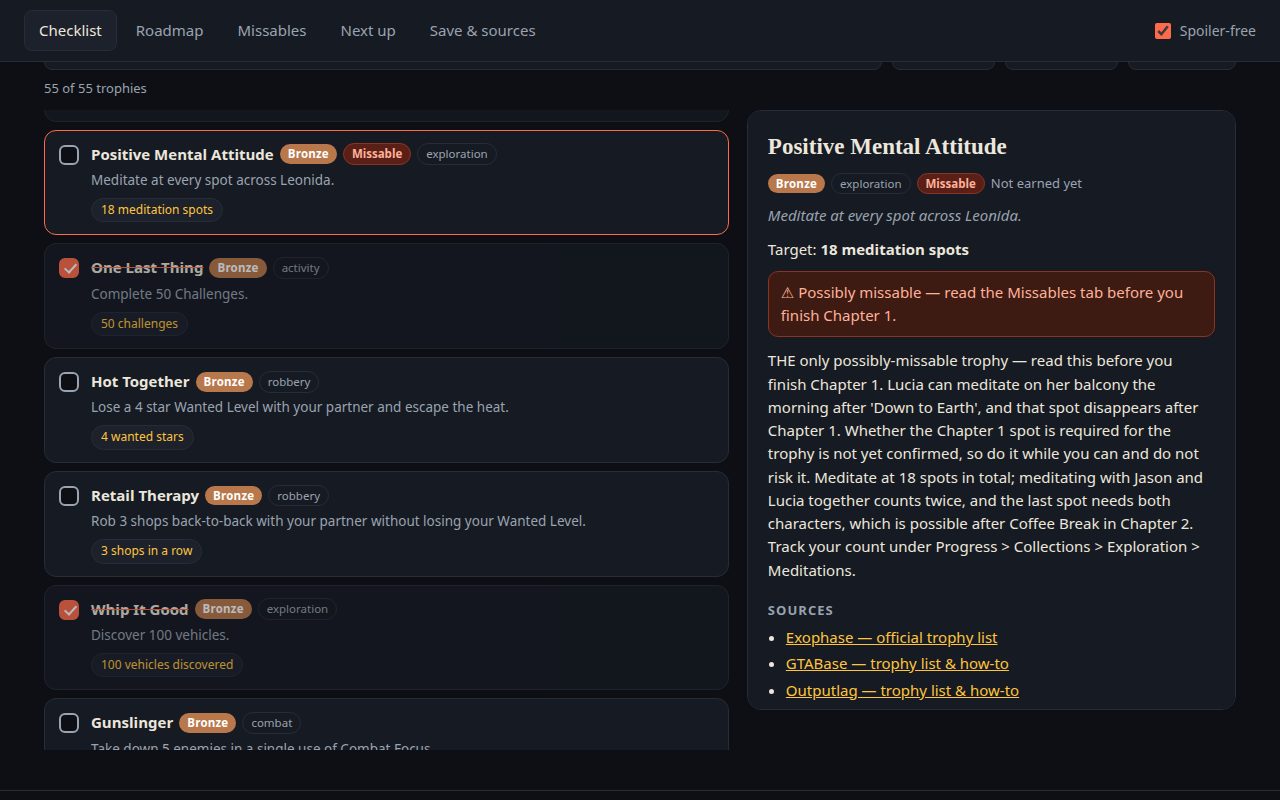 Checklist Roadmap Missables Next up Save & sources Spoiler-free
55 of 55 trophies
Positive Mental Attitude Bronze Missable exploration
Meditate at every spot across Leonida.
18 meditation spots
One Last Thing Bronze activity
Complete 50 Challenges.
50 challenges
Hot Together Bronze robbery
Lose a 4 star Wanted Level with your partner and escape the heat.
4 wanted stars
Retail Therapy Bronze robbery
Rob 3 shops back-to-back with your partner without losing your Wanted Level.
3 shops in a row
Whip It Good Bronze exploration
Discover 100 vehicles.
100 vehicles discovered
Gunslinger Bronze combat
Take down 5 enemies in a single use of Combat Focus.
Positive Mental Attitude
Bronze exploration Missable Not earned yet
Meditate at every spot across Leonida.
Target: 18 meditation spots
⚠ Possibly missable — read the Missables tab before you
finish Chapter 1.
THE only possibly-missable trophy — read this before you
finish Chapter 1. Lucia can meditate on her balcony the
morning after 'Down to Earth', and that spot disappears after
Chapter 1. Whether the Chapter 1 spot is required for the
trophy is not yet confirmed, so do it while you can and do not
risk it. Meditate at 18 spots in total; meditating with Jason and
Lucia together counts twice, and the last spot needs both
characters, which is possible after Coffee Break in Chapter 2.
Track your count under Progress > Collections > Exploration >
Meditations.
SOURCES
• Exophase — official trophy list
• GTABase — trophy list & how-to
• Outputlag — trophy list & how-to